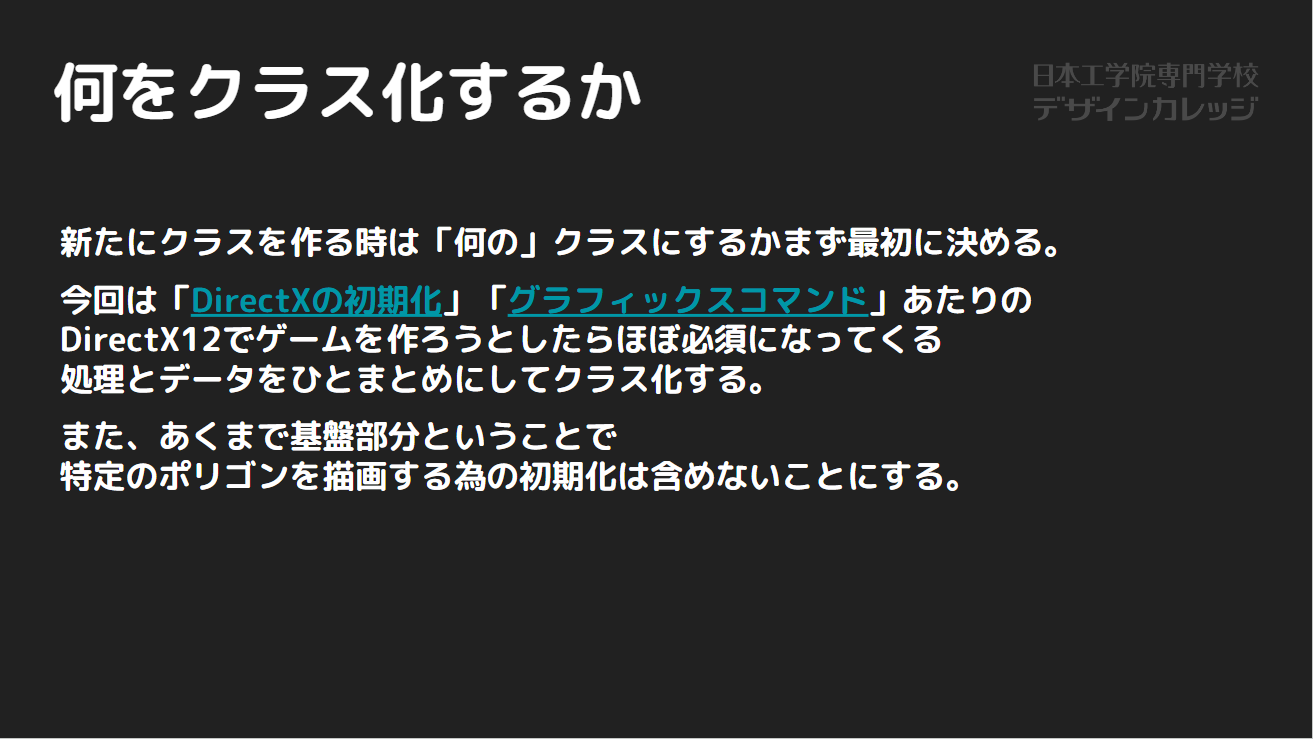 何をクラス化するか
日本工学院専門学校
デザインカレッジ
新たにクラスを作る時は「何の」クラスにするかまず最初に決める。
今回は「DirectXの初期化」「グラフィックスコマンド」あたりの
DirectX12でゲームを作ろうとしたらほぼ必須になってくる
処理とデータをひとまとめにしてクラス化する。
また、あくまで基盤部分ということで
特定のポリゴンを描画する為の初期化は含めないことにする。